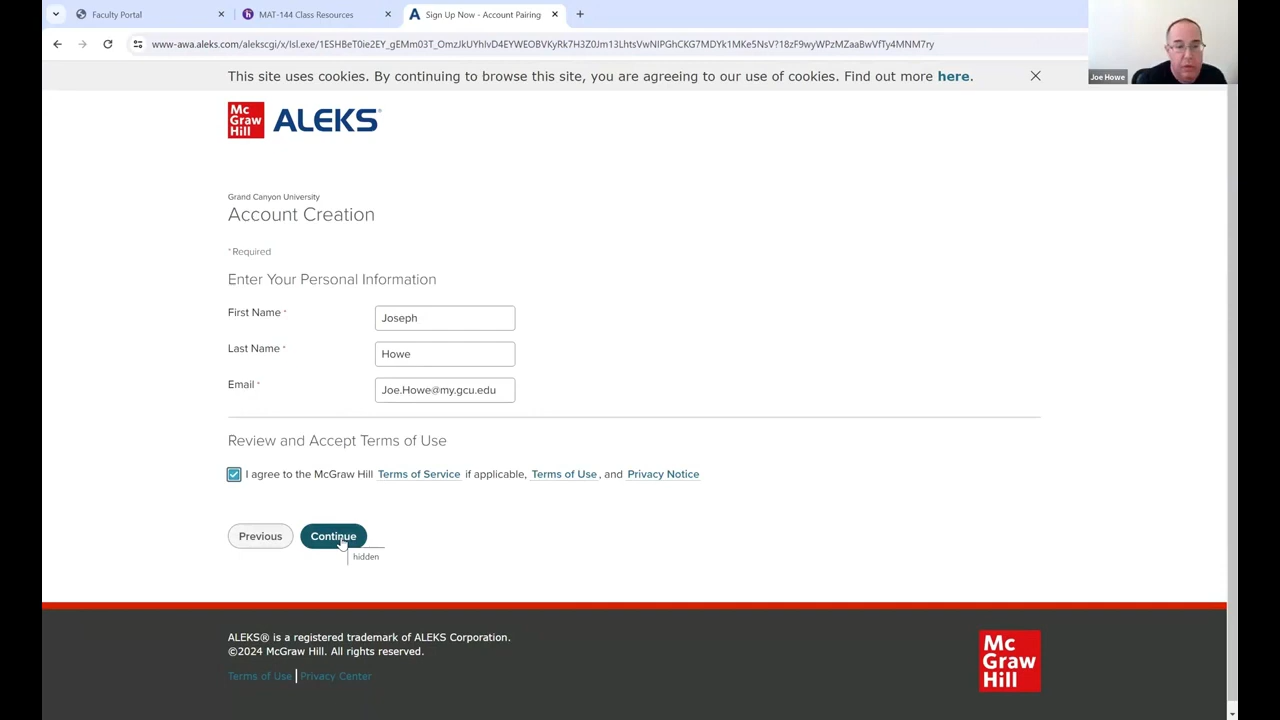 Faculty Portal
MAT-144 Class Resources
Sign Up Now - Account Pairing
Joe Howe
This site uses cookies. By continuing to browse this site, you are agreeing to our use of cookies. Find out more here.
Mc
Graw
Hill
ALEKS®
Grand Canyon University
Account Creation
*Required
Enter Your Personal Information
First Name *
Joseph
Last Name *
Howe
Email *
Joe.Howe@my.gcu.edu
Review and Accept Terms of Use
I agree to the McGraw Hill Terms of Service if applicable, Terms of Use, and Privacy Notice
Previous
Continue
hidden
ALEKS® is a registered trademark of ALEKS Corporation.
©2024 McGraw Hill. All rights reserved.
Terms of Use | Privacy Center
Mc
Graw
Hill